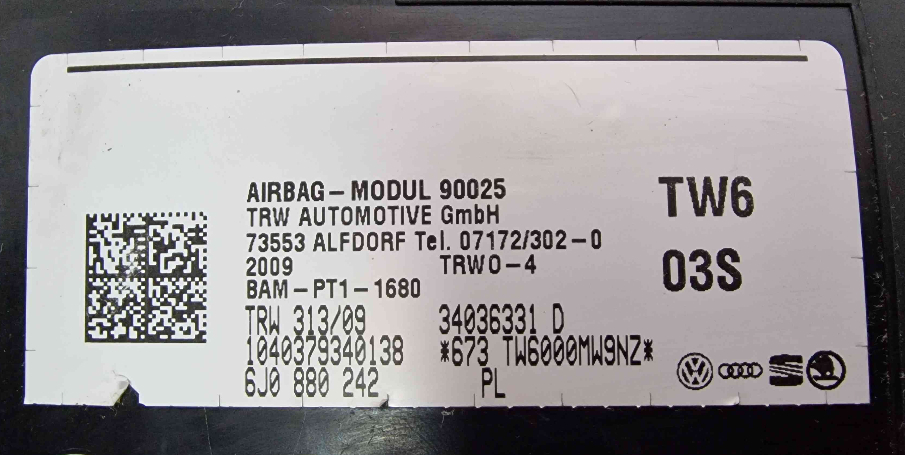 AIRBAG-MODUL 90025
TRW AUTOMOTIVE GmbH
73553 ALFDORF Tel. 07172/302-0
2009 TRWO-4
BAM-PT1-1680
TRW 313/09 34036331 D
1040379340138 *673 TW6000MW9NZ*
6J0 880 242 PL
TW6
03S